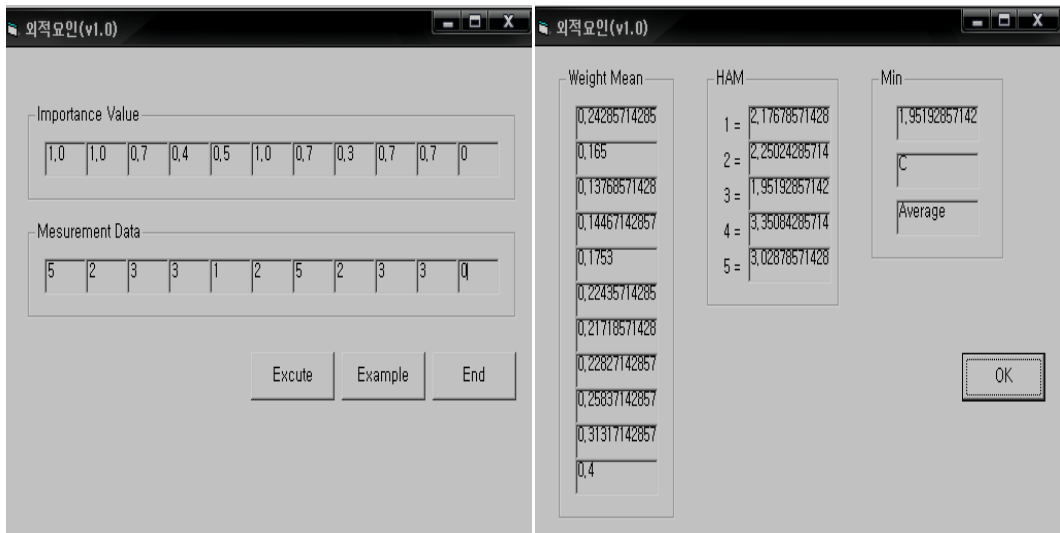 외적요인(v1.0)
Importance Value
1,0 1,0 0,7 0,4 0,5 1,0 0,7 0,3 0,7 0,7 0
Mesurement Data
5 2 3 3 1 2 5 2 3 3 0
Excute Example End
외적요인(v1.0)
Weight Mean
0,24285714285
0,165
0,13768571428
0,14467142857
0,1753
0,22435714285
0,21718571428
0,22827142857
0,25837142857
0,31317142857
0,4
HAM
1 = 2,17678571428
2 = 2,25024285714
3 = 1,95192857142
4 = 3,35084285714
5 = 3,02878571428
Min
1,95192857142
C
Average
OK